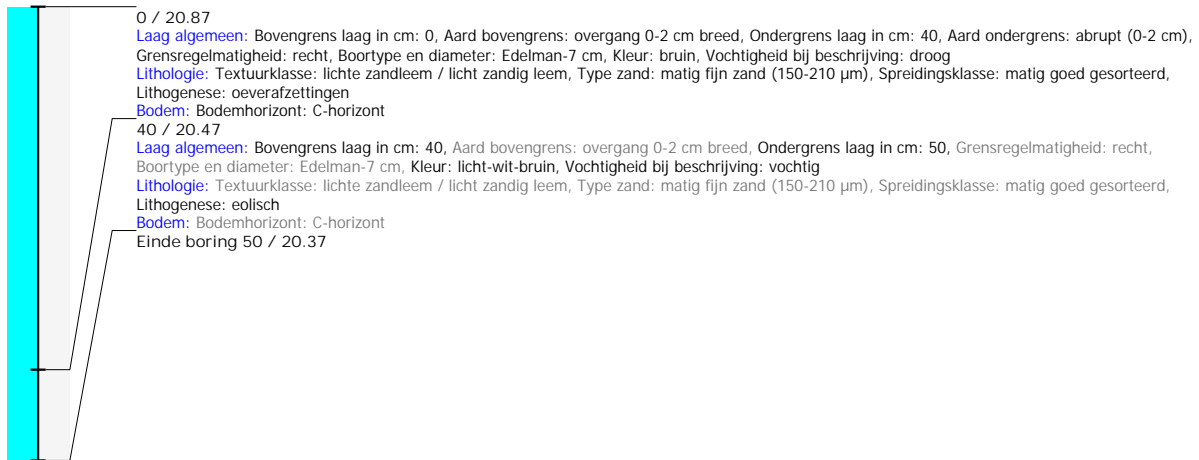 0 / 20.87
Laag algemeen: Bovengrens laag in cm: 0, Aard bovengrens: overgang 0-2 cm breed, Ondergrens laag in cm: 40, Aard ondergrens: abrupt (0-2 cm),
Grensregelmatigheid: recht, Boortype en diameter: Edelman-7 cm, Kleur: bruin, Vochtigheid bij beschrijving: droog
Lithologie: Textuurklasse: lichte zandleem / licht zandig leem, Type zand: matig fijn zand (150-210 µm), Spreidingsklasse: matig goed gesorteerd,
Lithogenese: oeverafzettingen
Bodem: Bodemhorizont: C-horizont
40 / 20.47
Laag algemeen: Bovengrens laag in cm: 40, Aard bovengrens: overgang 0-2 cm breed, Ondergrens laag in cm: 50, Grensregelmatigheid: recht,
Boortype en diameter: Edelman-7 cm, Kleur: licht-wit-bruin, Vochtigheid bij beschrijving: vochtig
Lithologie: Textuurklasse: lichte zandleem / licht zandig leem, Type zand: matig fijn zand (150-210 µm), Spreidingsklasse: matig goed gesorteerd,
Lithogenese: eolisch
Bodem: Bodemhorizont: C-horizont
Einde boring 50 / 20.37